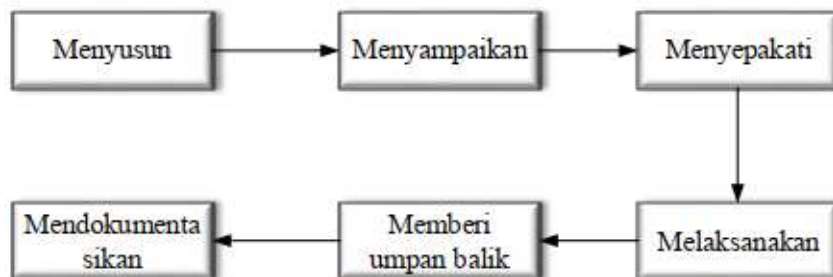 Menyusun
Menyampaikan
Menyepakati
Melaksanakan
Memberi
umpan balik
Mendokumenta
sikan